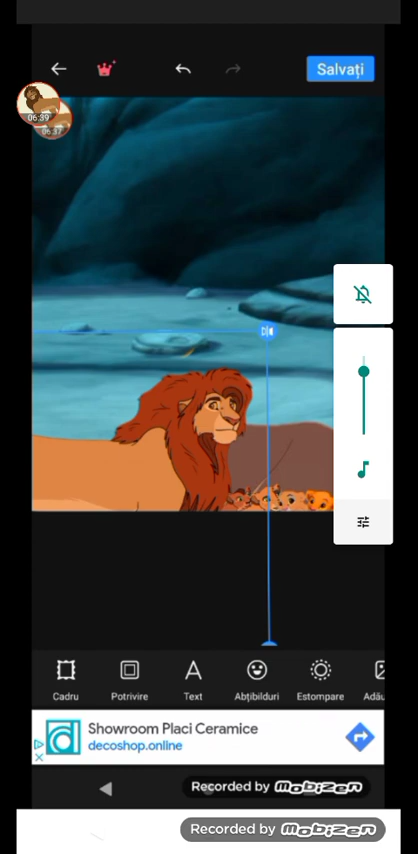 Salvați
06:39
06:37
Cadru
Potrivire
Text
Abțibilduri
Estompare
Adău
Showroom Placi Ceramice
decoshop.online
Recorded by mobizen
Recorded by mobizen